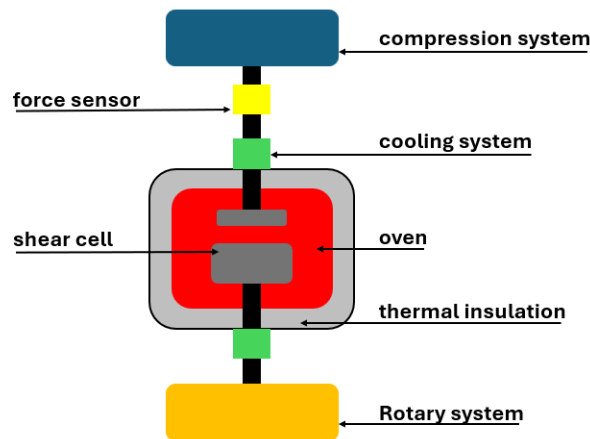 compression system
force sensor
cooling system
shear cell
oven
thermal insulation
Rotary system